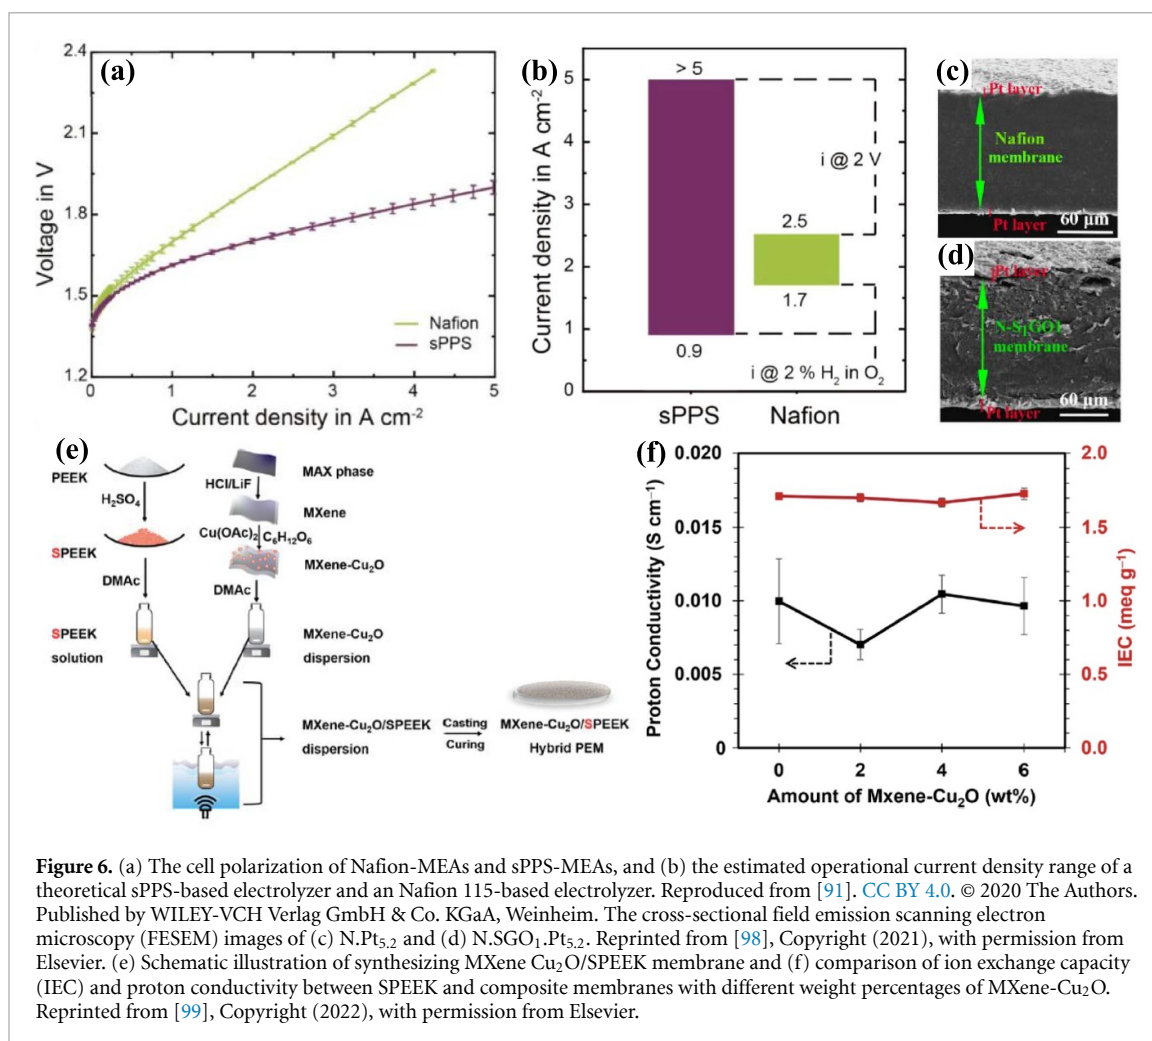 (a)
2.4
2.1
1.8
1.5
1.2
Voltage in V
Nafion
sPPS
0 1 2 3 4 5
Current density in A cm⁻²
(b)
5
4
3
2
1
0
Current density in A cm⁻²
> 5
i @ 2 V
2.5
1.7
0.9
i @ 2 % H₂ in O₂
sPPS Nafion
(c)
Pt layer
Nafion
membrane
Pt layer
60 μm
(d)
Pt layer
N-S₁GO1
membrane
Pt layer
60 μm
(e)
PEEK
H₂SO₄
SPEEK
DMAc
SPEEK
solution
MAX phase
HCl/LiF
MXene
Cu(OAc)₂ C₆H₁₂O₆
MXene-Cu₂O
DMAc
MXene-Cu₂O
dispersion
MXene-Cu₂O/SPEEK
dispersion
Casting
Curing
MXene-Cu₂O/SPEEK
Hybrid PEM
(f)
0.020
0.015
0.010
0.005
0
Proton Conductivity (S cm⁻¹)
2.0
1.5
1.0
0.5
0.0
IEC (meq g⁻¹)
0 2 4 6
Amount of Mxene-Cu₂O (wt%)
Figure 6. (a) The cell polarization of Nafion-MEAs and sPPS-MEAs, and (b) the estimated operational current density range of a
theoretical sPPS-based electrolyzer and an Nafion 115-based electrolyzer. Reproduced from [91]. CC BY 4.0. © 2020 The Authors.
Published by WILEY-VCH Verlag GmbH & Co. KGaA, Weinheim. The cross-sectional field emission scanning electron
microscopy (FESEM) images of (c) N.Pt₅.₂ and (d) N.SGO₁.Pt₅.₂. Reprinted from [98], Copyright (2021), with permission from
Elsevier. (e) Schematic illustration of synthesizing MXene Cu₂O/SPEEK membrane and (f) comparison of ion exchange capacity
(IEC) and proton conductivity between SPEEK and composite membranes with different weight percentages of MXene-Cu₂O.
Reprinted from [99], Copyright (2022), with permission from Elsevier.